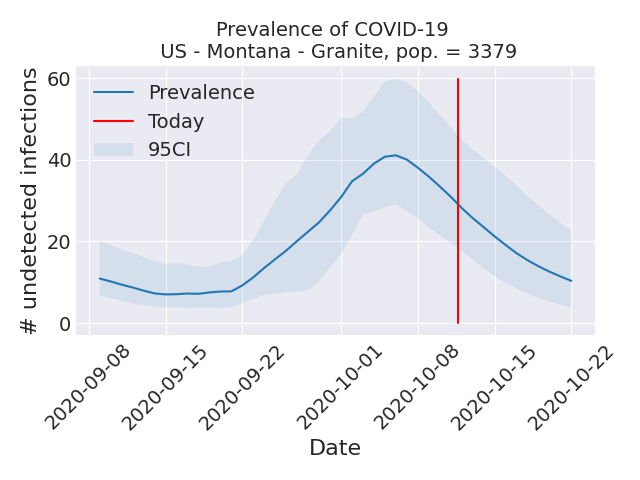 Prevalence of COVID-19
US - Montana - Granite, pop. = 3379
# undetected infections
60
40
20
0
Prevalence
Today
95CI
2020-09-08
2020-09-15
2020-09-22
2020-10-01
2020-10-08
2020-10-15
2020-10-22
Date